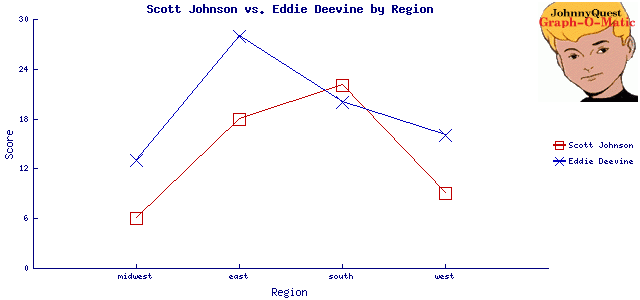 Scott Johnson vs. Eddie Deevine by Region
JohnnyQuest
Graph-O-Matic
30
24
18
12
6
0
Score
midwest east south west
Region
Scott Johnson
Eddie Deevine